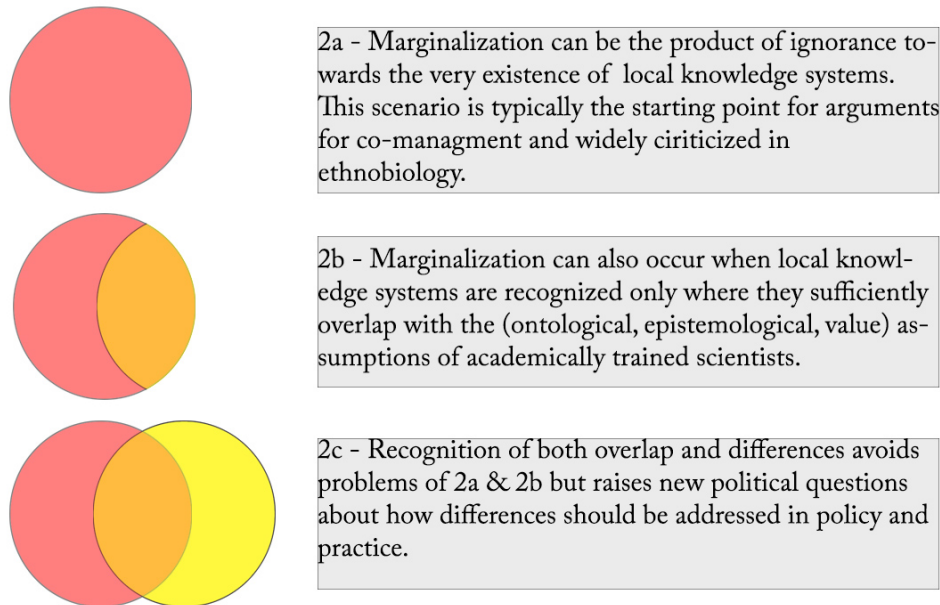 2a - Marginalization can be the product of ignorance to-
wards the very existence of local knowledge systems.
This scenario is typically the starting point for arguments
for co-managment and widely ciriticized in
ethnobiology.
2b - Marginalization can also occur when local knowl-
edge systems are recognized only where they sufficiently
overlap with the (ontological, epistemological, value) as-
sumptions of academically trained scientists.
2c - Recognition of both overlap and differences avoids
problems of 2a & 2b but raises new political questions
about how differences should be addressed in policy and
practice.